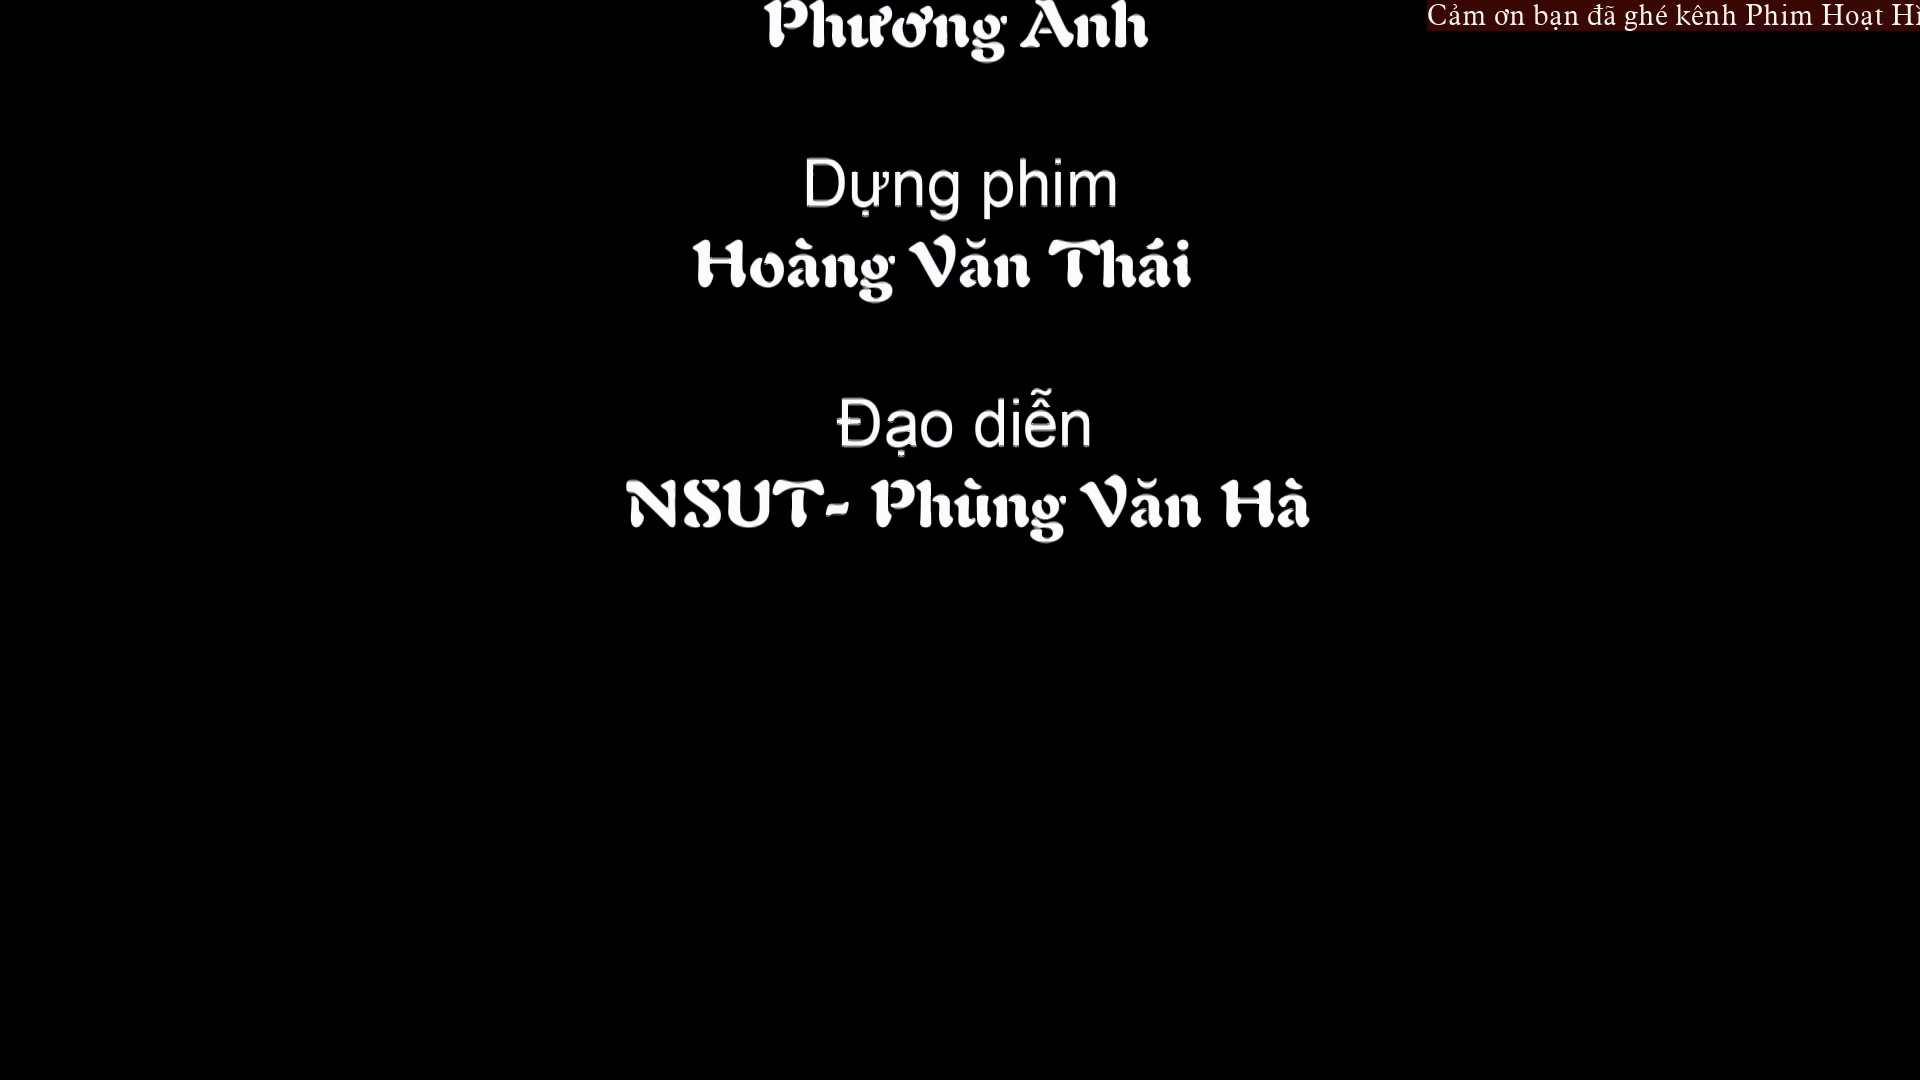 Phương Anh
Cảm ơn bạn đã ghé kênh Phim Hoạt
Dựng phim
Hoàng Văn Thái
Đạo diễn
NSUT- Phùng Văn Hà